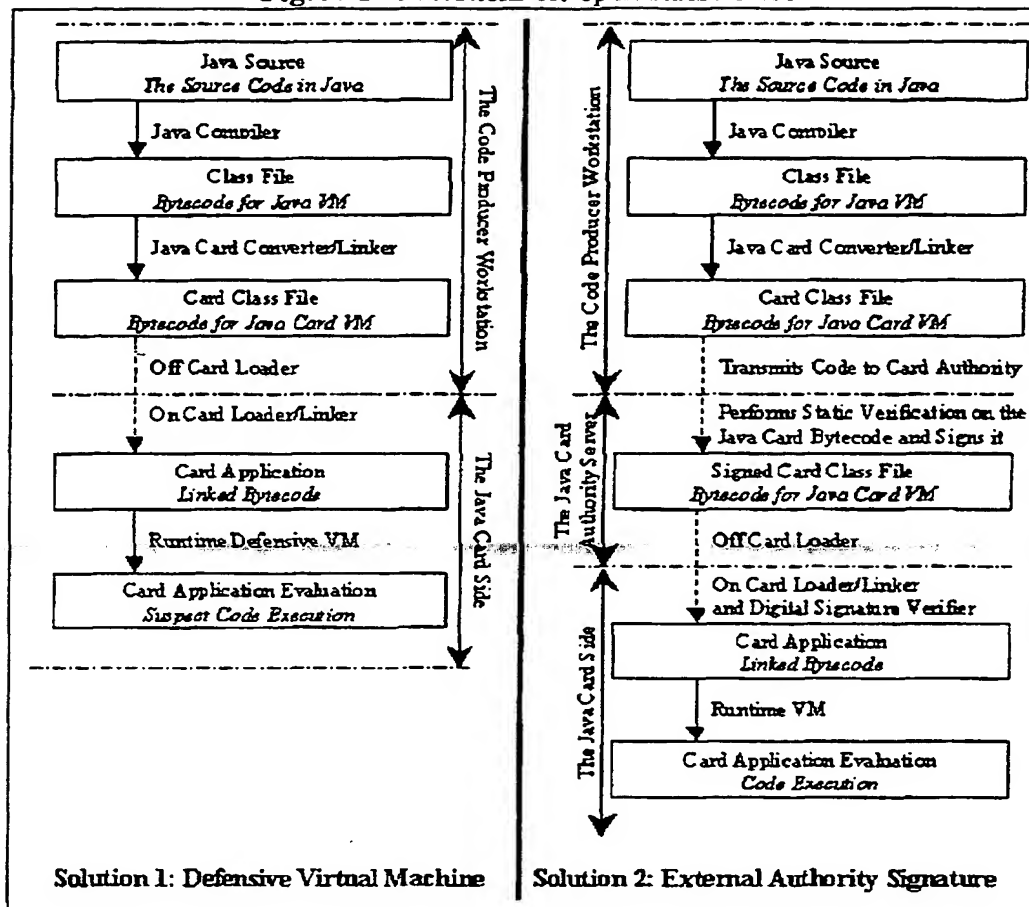 Java Source
The Source Code in Java
Java Compiler
Class File
Bytecode for Java VM
Java Card Converter/Linker
Card Class File
Bytecode for Java Card VM
Off Card Loader
On Card Loader/Linker
Card Application
Linked Bytecode
Runtime Defensive VM
Card Application Evaluation
Suspect Code Execution
The Code Producer Workstation
The Java Card Side
Solution 1: Defensive Virtual Machine
The Code Producer Workstation
The Java Card
Authority Server
The Java Card Side
Java Source
The Source Code in Java
Java Compiler
Class File
Bytecode for Java VM
Java Card Converter/Linker
Card Class File
Bytecode for Java Card VM
Transmits Code to Card Authority
Performs Static Verification on the
Java Card Bytecode and Signs it
Signed Card Class File
Bytecode for Java Card VM
Off Card Loader
On Card Loader/Linker
and Digital Signature Verifier
Card Application
Linked Bytecode
Runtime VM
Card Application Evaluation
Code Execution
Solution 2: External Authority Signature